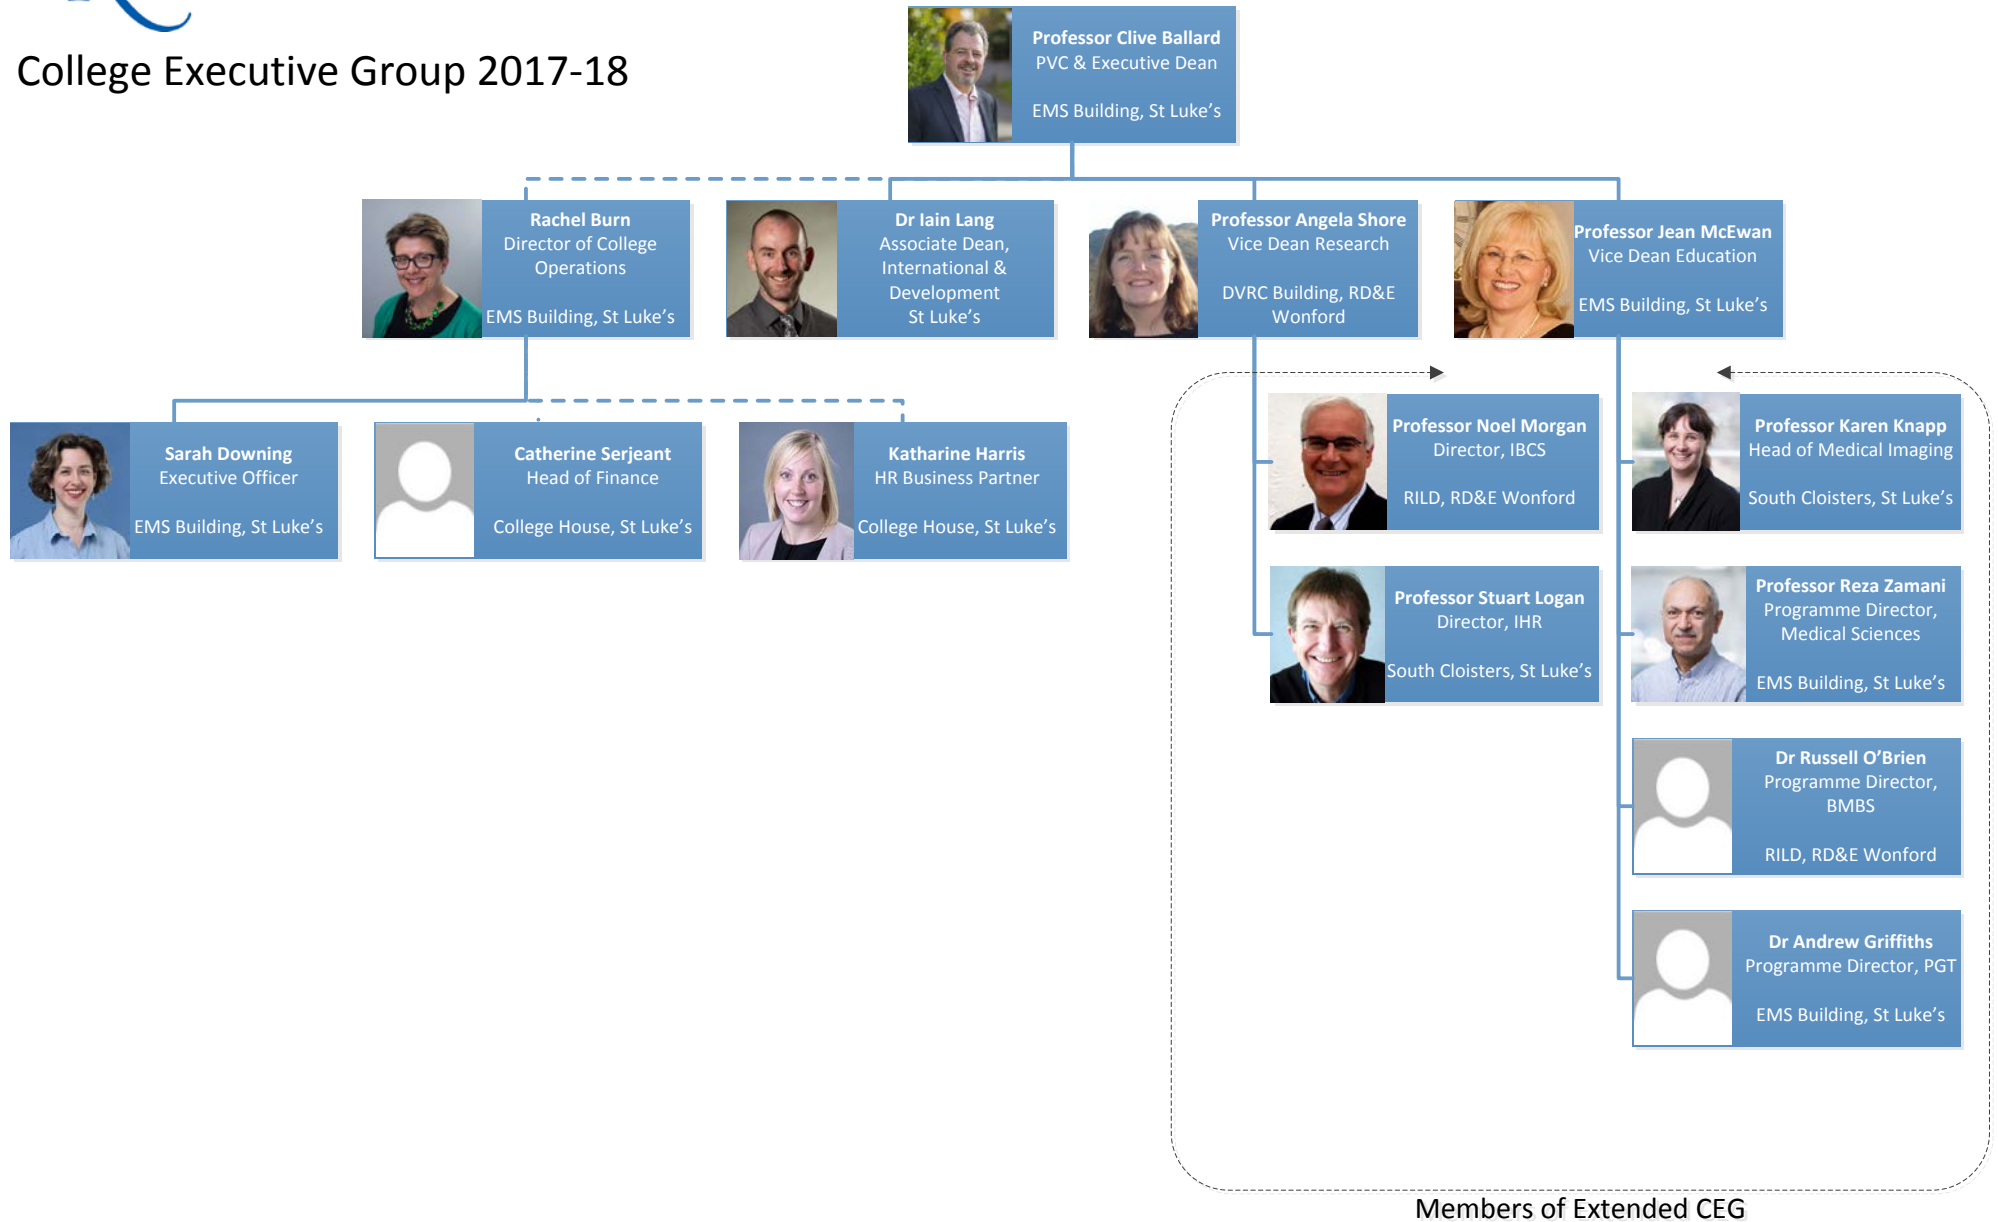 College Executive Group 2017-18
Professor Clive Ballard
PVC & Executive Dean
EMS Building, St Luke’s
Rachel Burn
Director of College
Operations
EMS Building, St Luke’s
Dr Iain Lang
Associate Dean,
International &
Development
St Luke’s
Professor Angela Shore
Vice Dean Research
DVRC Building, RD&E
Wonford
Professor Jean McEwan
Vice Dean Education
EMS Building, St Luke’s
Sarah Downing
Executive Officer
EMS Building, St Luke’s
Catherine Serjeant
Head of Finance
College House, St Luke’s
Katharine Harris
HR Business Partner
College House, St Luke’s
Professor Noel Morgan
Director, IBCS
RILD, RD&E Wonford
Professor Karen Knapp
Head of Medical Imaging
South Cloisters, St Luke’s
Professor Stuart Logan
Director, IHR
South Cloisters, St Luke’s
Professor Reza Zamani
Programme Director,
Medical Sciences
EMS Building, St Luke’s
Dr Russell O’Brien
Programme Director,
BMBS
RILD, RD&E Wonford
Dr Andrew Griffiths
Programme Director, PGT
EMS Building, St Luke’s
Members of Extended CEG